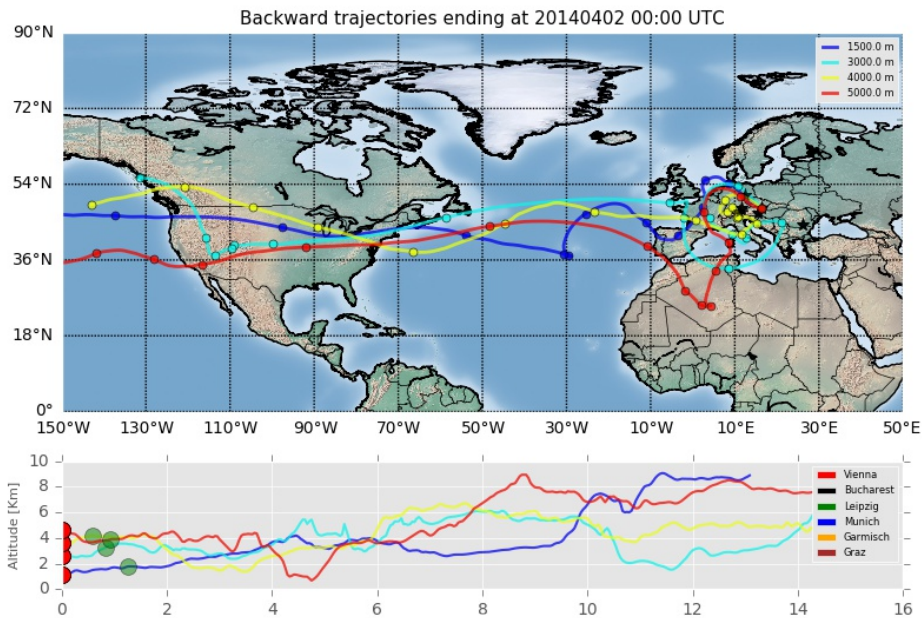 Backward trajectories ending at 20140402 00:00 UTC
90°N
1500.0 m
3000.0 m
4000.0 m
5000.0 m
72°N
54°N
36°N
18°N
0°
150°W 130°W 110°W 90°W 70°W 50°W 30°W 10°W 10°E 30°E 50°E
Altitude [Km]
10
8
6
4
2
0
Vienna
Bucharest
Leipzig
Munich
Garmisch
Graz
0 2 4 6 8 10 12 14 16